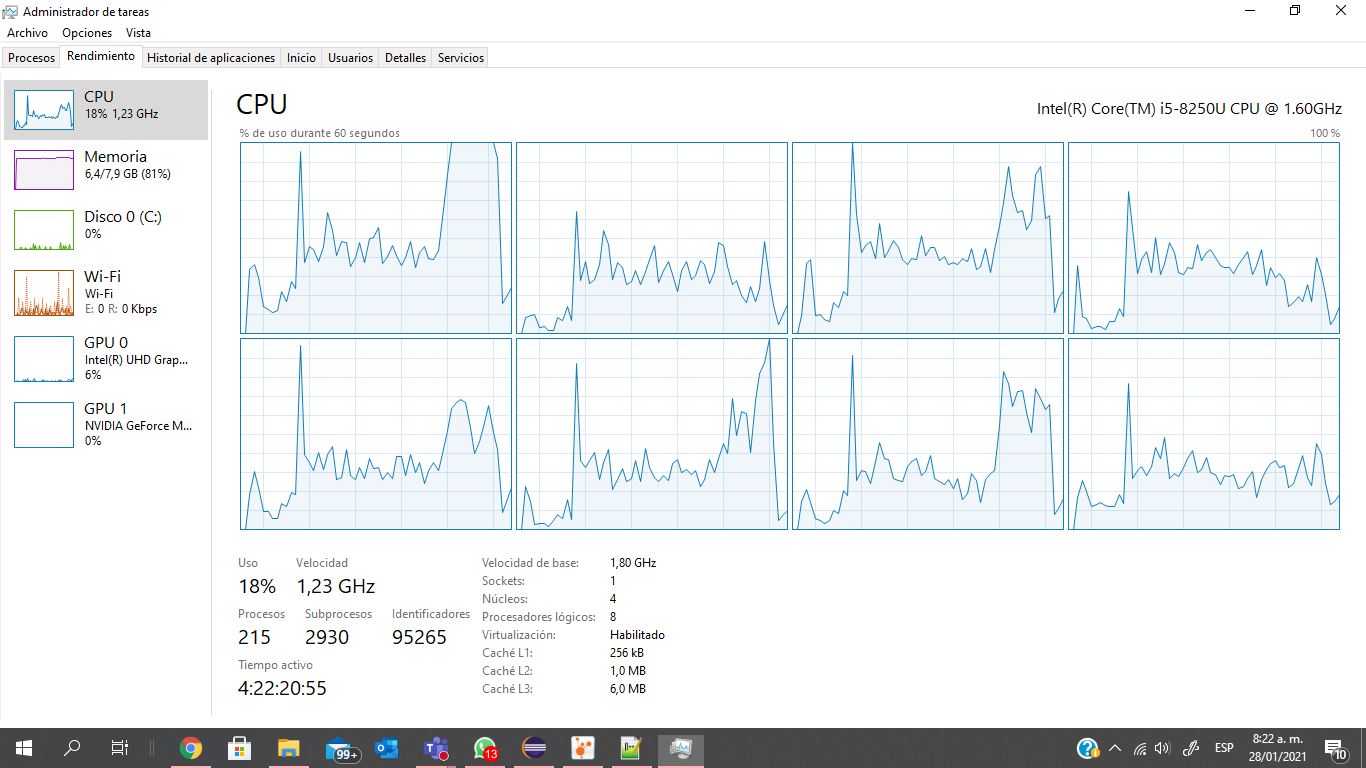 Administrador de tareas
Archivo Opciones Vista
Procesos Rendimiento Historial de aplicaciones Inicio Usuarios Detalles Servicios
CPU
18% 1,23 GHz
Memoria
6,4/7,9 GB (81%)
Disco 0 (C:)
0%
Wi-Fi
Wi-Fi
E: 0 R: 0 Kbps
GPU 0
Intel(R) UHD Grap...
6%
GPU 1
NVIDIA GeForce M...
0%
CPU
Intel(R) Core(TM) i5-8250U CPU @ 1.60GHz
% de uso durante 60 segundos
100 %
Uso
18%
Velocidad
1,23 GHz
Procesos
215
Subprocesos
2930
Identificadores
95265
Tiempo activo
4:22:20:55
Velocidad de base: 1,80 GHz
Sockets: 1
Núcleos: 4
Procesadores lógicos: 8
Virtualización: Habilitado
Caché L1: 256 kB
Caché L2: 1,0 MB
Caché L3: 6,0 MB
99+
13
ESP
8:22 a. m.
28/01/2021
10